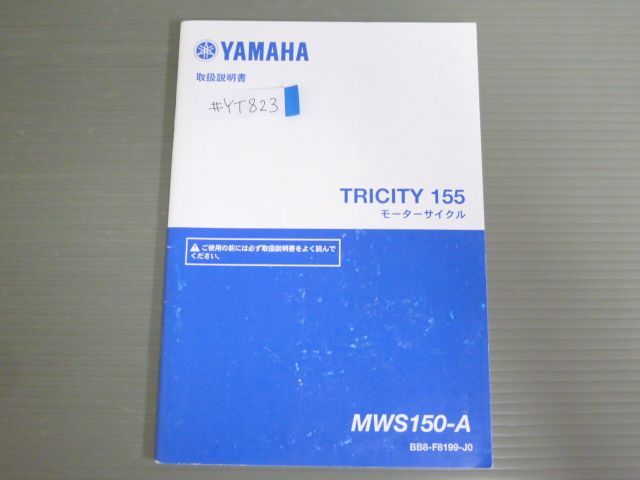 YAMAHA
取扱説明書
#YT823
TRICITY 155
モーターサイクル
ご使用の前には必ず取扱説明書をよく読んで
ください。
MWS150-A
BB8-F8199-J0